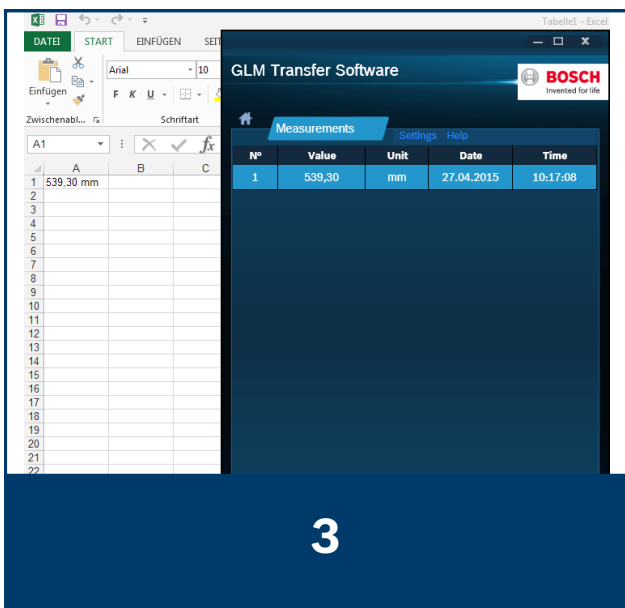 Tabelle1 - Excel
DATEI START EINFÜGEN SEIT
Arial 10
Einfügen
F K U
Zwischenabl... Schriftart
A1 fx
A B C
1 539,30 mm
2
3
4
5
6
7
8
9
10
11
12
13
14
15
16
17
18
19
20
21
22
GLM Transfer Software
BOSCH
Invented for life
Measurements Settings Help
Nº Value Unit Date Time
1 539,30 mm 27.04.2015 10:17:08
3